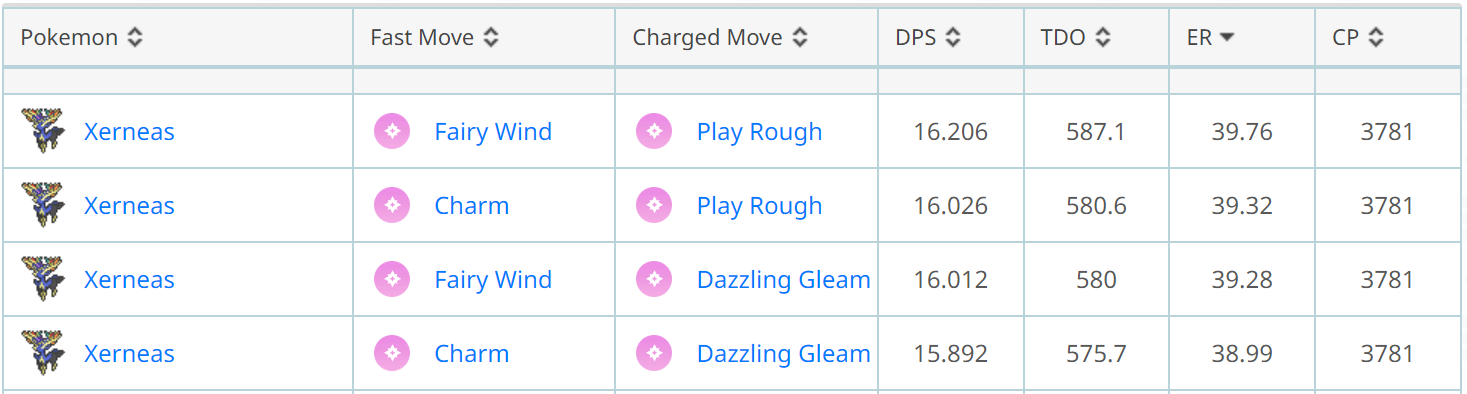 Pokemon Fast Move Charged Move DPS TDO ER CP
Xerneas Fairy Wind Play Rough 16.206 587.1 39.76 3781
Xerneas Charm Play Rough 16.026 580.6 39.32 3781
Xerneas Fairy Wind Dazzling Gleam 16.012 580 39.28 3781
Xerneas Charm Dazzling Gleam 15.892 575.7 38.99 3781